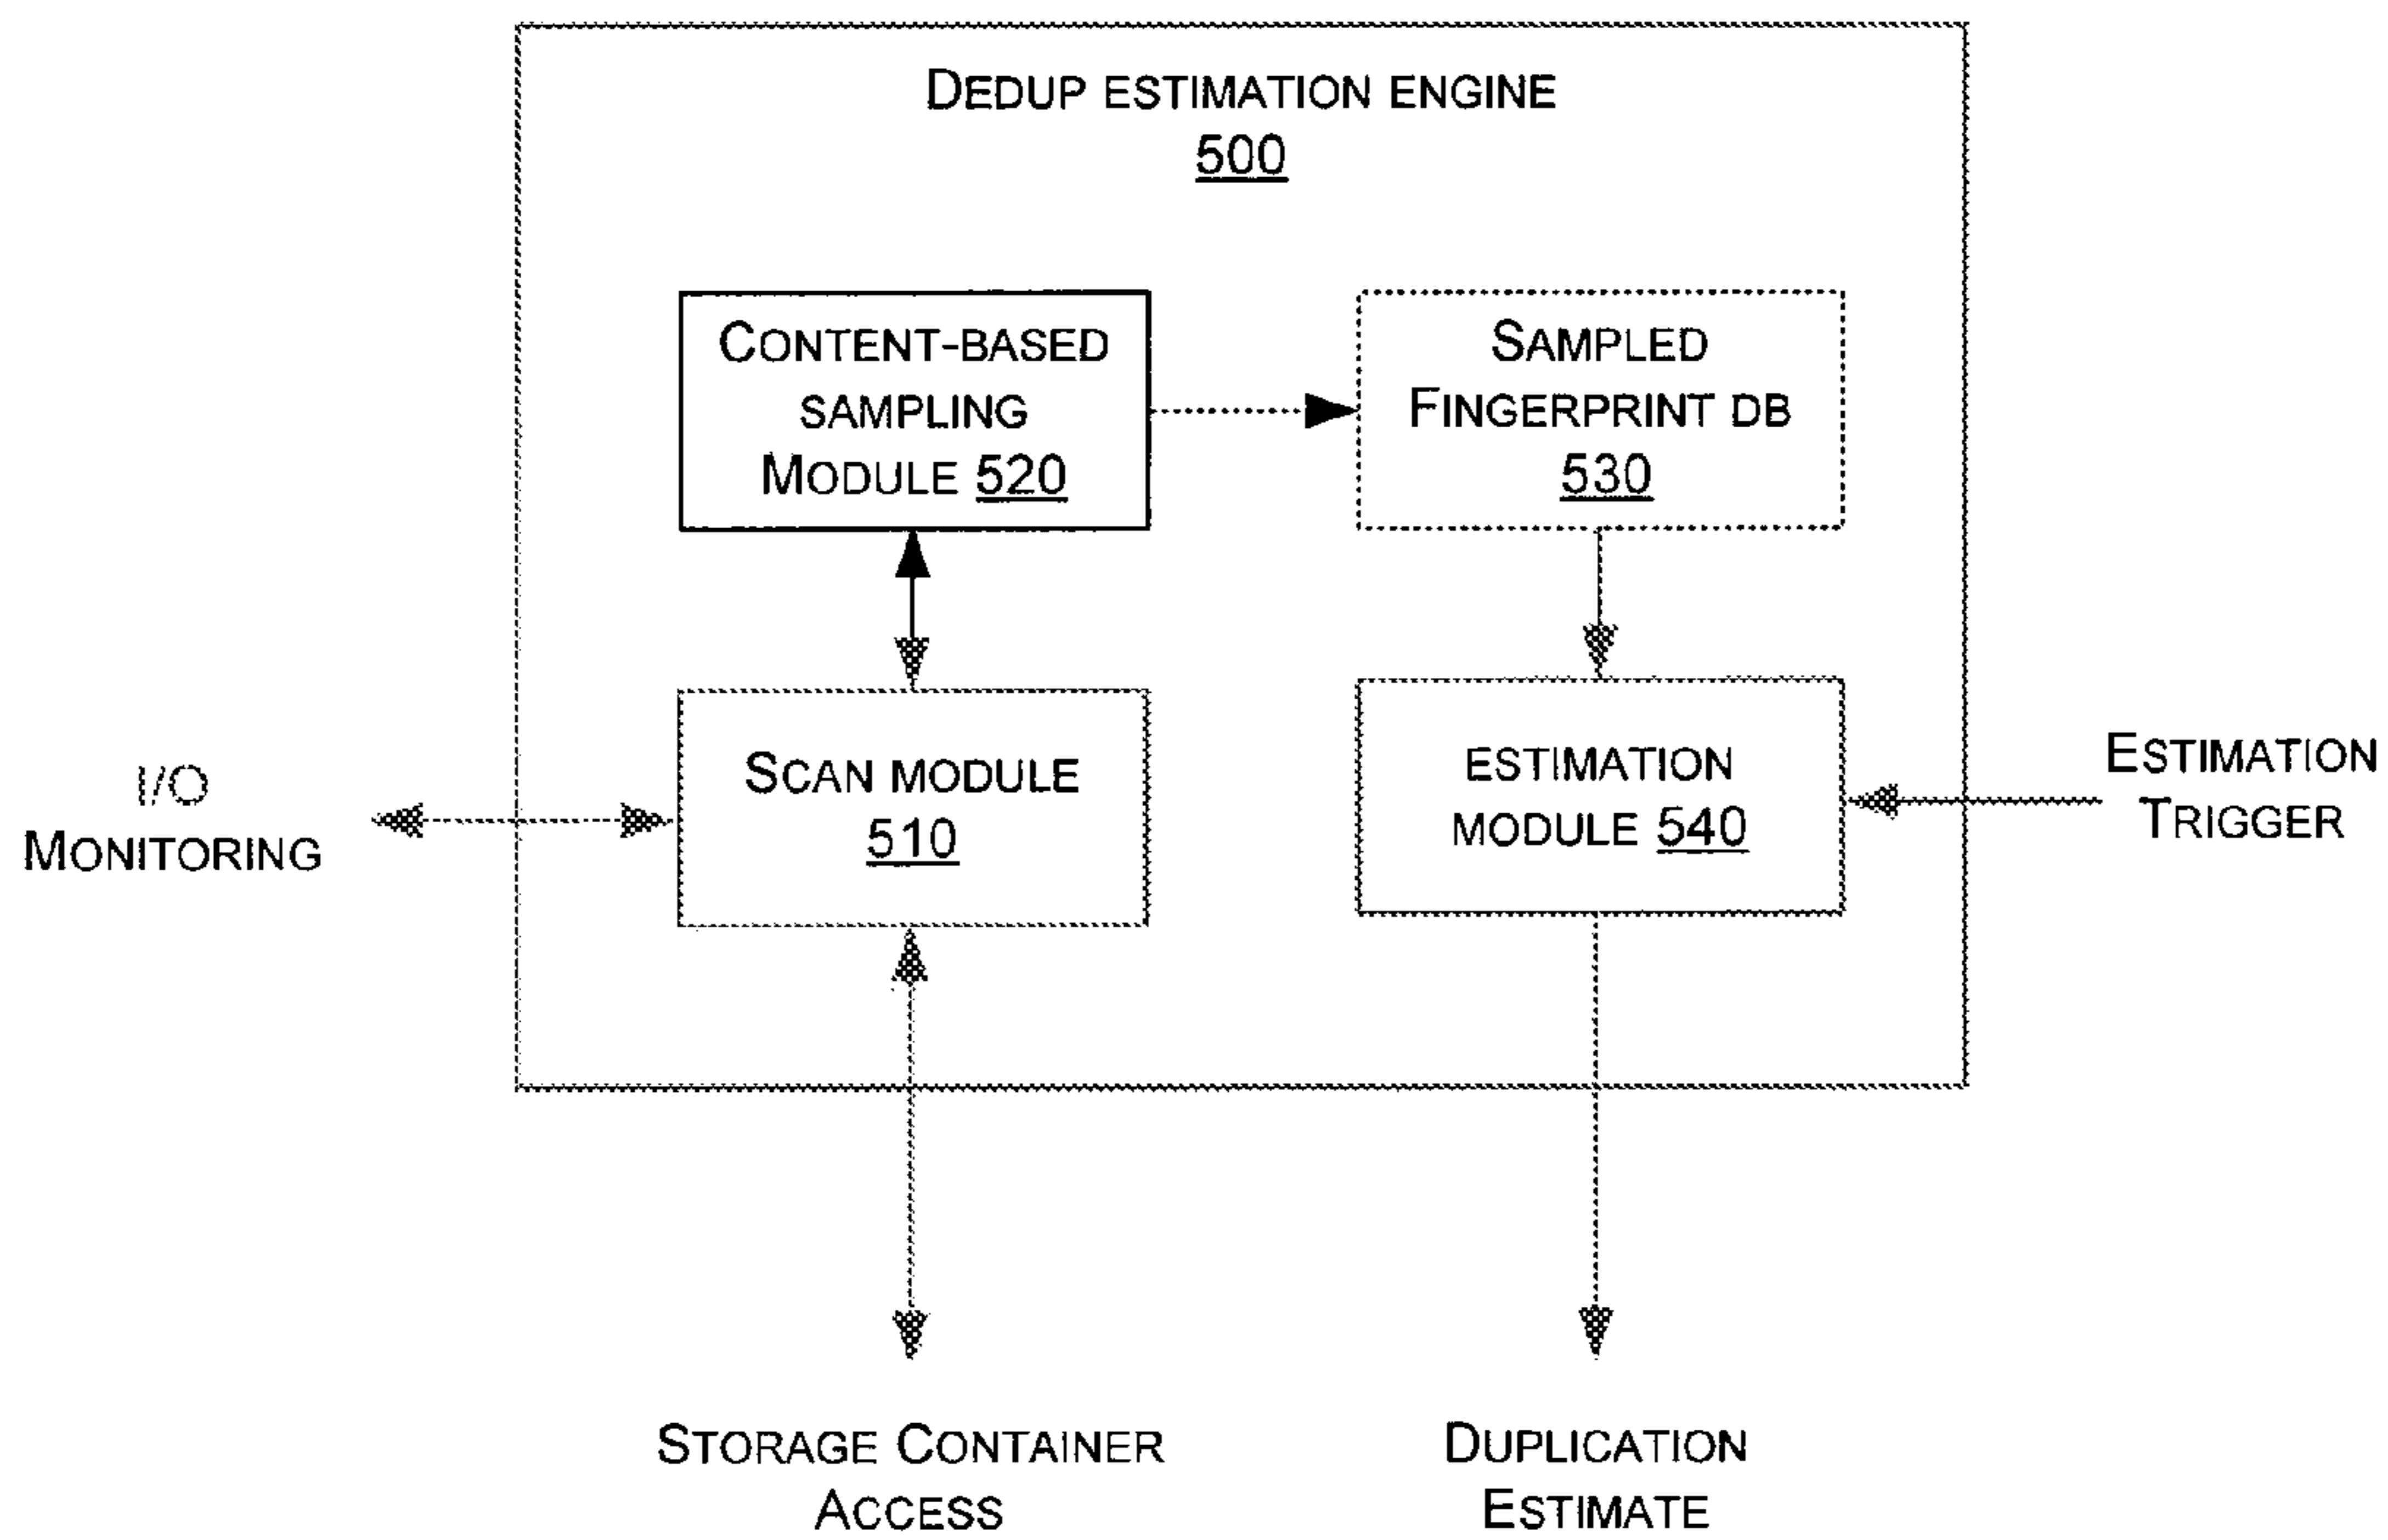 DEDUP ESTIMATION ENGINE
500
CONTENT-BASED
SAMPLING
MODULE 520
SAMPLED
FINGERPRINT DB
530
SCAN MODULE
510
ESTIMATION
MODULE 540
I/O
MONITORING
ESTIMATION
TRIGGER
STORAGE CONTAINER
ACCESS
DUPLICATION
ESTIMATE